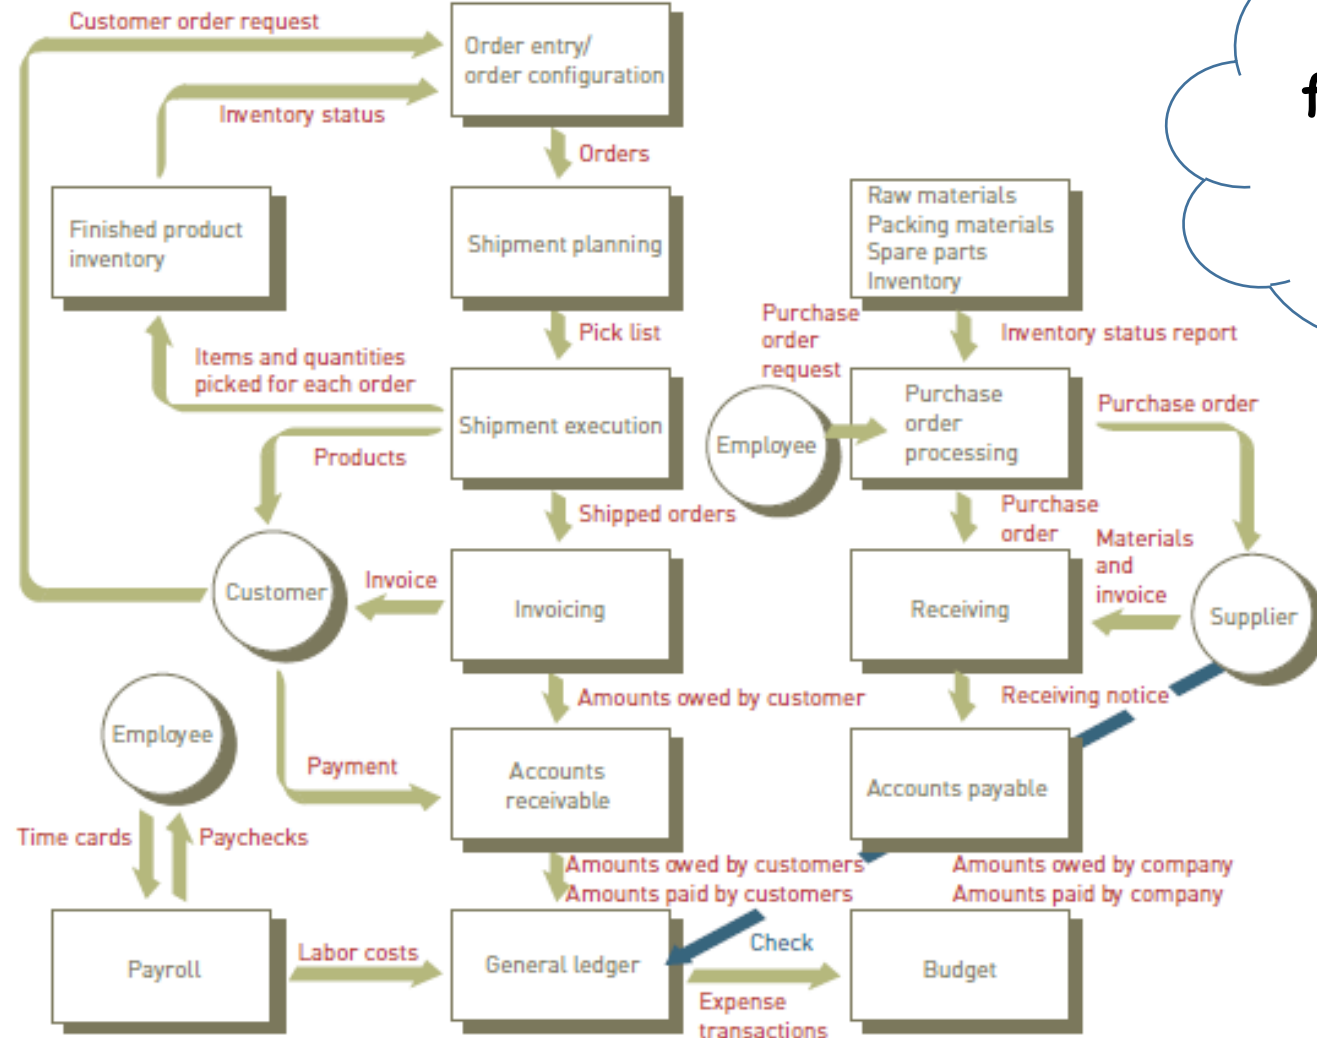 Customer order request
Order entry/
order configuration
Inventory status
Orders
Finished product
inventory
Shipment planning
Raw materials
Packing materials
Spare parts
Inventory
Pick list
Purchase
order
request
Inventory status report
Items and quantities
picked for each order
Shipment execution
Employee
Purchase
order
processing
Purchase order
Products
Shipped orders
Purchase
order
Materials
and
invoice
Customer
Invoice
Invoicing
Receiving
Supplier
Amounts owed by customer
Receiving notice
Employee
Payment
Accounts
receivable
Accounts payable
Time cards
Paychecks
Amounts owed by customers
Amounts paid by customers
Amounts owed by company
Amounts paid by company
Payroll
Labor costs
General ledger
Check
Budget
Expense
transactions
f